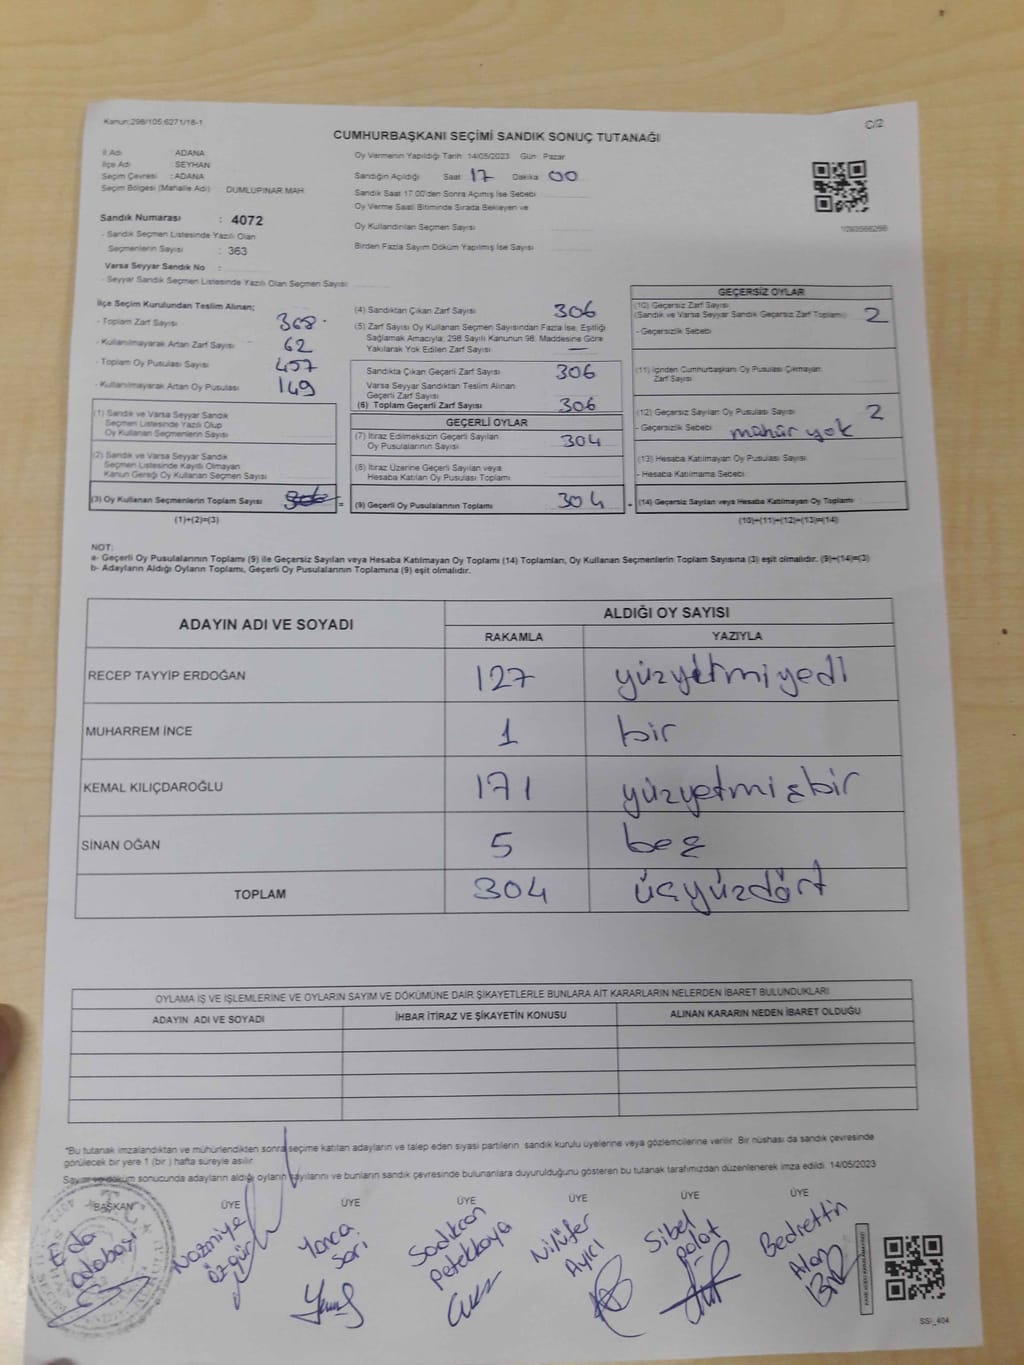 Kanun:298/105;6271/18-1
C/2
CUMHURBAŞKANI SEÇİMİ SANDIK SONUÇ TUTANAĞI
İl Adı : ADANA
İlçe Adı : SEYHAN
Seçim Çevresi : ADANA
Seçim Bölgesi (Mahalle Adı) DUMLUPINAR MAH.
Sandık Numarası : 4072
- Sandık Seçmen Listesinde Yazılı Olan
Seçmenlerin Sayısı : 363
Varsa Seyyar Sandık No :
- Seyyar Sandık Seçmen Listesinde Yazılı Olan Seçmen Sayısı
Oy Vermenin Yapıldığı Tarih: 14/05/2023 Gün: Pazar
Sandığın Açıldığı Saat 17 Dakika 00
Sandık Saat 17:00'den Sonra Açımış İse Sebebi
Oy Verme Saati Bitiminde Sırada Bekleyen ve
Oy Kullandırılan Seçmen Sayısı
Birden Fazla Sayım Döküm Yapılmış İse Sayısı
İlçe Seçim Kurulundan Teslim Alınan;
- Toplam Zarf Sayısı 368
- Kullanılmayarak Artan Zarf Sayısı 62
- Toplam Oy Pusulası Sayısı 457
- Kullanılmayarak Artan Oy Pusulası 149
(1) Sandık ve Varsa Seyyar Sandık
Seçmen Listesinde Yazılı Olup
Oy Kullanan Seçmenlerin Sayısı
(2) Sandık ve Varsa Seyyar Sandık
Seçmen Listesinde Kayıtlı Olmayan
Kanun Gereği Oy Kullanan Seçmen Sayısı
(3) Oy Kullanan Seçmenlerin Toplam Sayısı 306 =
(1)+(2)=(3)
(4) Sandıktan Çıkan Zarf Sayısı 306
(5) Zarf Sayısı Oy Kullanan Seçmen Sayısından Fazla İse, Eşitliği
Sağlamak Amacıyla; 298 Sayılı Kanunun 98. Maddesine Göre
Yakılarak Yok Edilen Zarf Sayısı —
Sandıkta Çıkan Geçerli Zarf Sayısı 306
Varsa Seyyar Sandıktan Teslim Alınan
Geçerli Zarf Sayısı
(6) Toplam Geçerli Zarf Sayısı 306
GEÇERLİ OYLAR
(7) İtiraz Edilmeksizin Geçerli Sayılan
Oy Pusulalarının Sayısı 304
(8) İtiraz Üzerine Geçerli Sayılan veya
Hesaba Katılan Oy Pusulası Toplamı
(9) Geçerli Oy Pusulalarının Toplamı 304 +
GEÇERSİZ OYLAR
(10) Geçersiz Zarf Sayısı
(Sandık ve Varsa Seyyar Sandık Geçersiz Zarf Toplamı) 2
- Geçersizlik Sebebi
(11) İçinden Cumhurbaşkanı Oy Pusulası Çıkmayan
Zarf Sayısı
(12) Geçersiz Sayılan Oy Pusulası Sayısı 2
- Geçersizlik Sebebi mühür yok
(13) Hesaba Katılmayan Oy Pusulası Sayısı
- Hesaba Katılmama Sebebi
(14) Geçersiz Sayılan veya Hesaba Katılmayan Oy Toplamı
(10)+(11)+(12)+(13)=(14)
NOT:
a- Geçerli Oy Pusulalarının Toplamı (9) ile Geçersiz Sayılan veya Hesaba Katılmayan Oy Toplamı (14) Toplamları, Oy Kullanan Seçmenlerin Toplam Sayısına (3) eşit olmalıdır. (9)+(14)=(3)
b- Adayların Aldığı Oyların Toplamı, Geçerli Oy Pusulalarının Toplamına (9) eşit olmalıdır.
ADAYIN ADI VE SOYADI
ALDIĞI OY SAYISI
RAKAMLA YAZIYLA
RECEP TAYYİP ERDOĞAN 127 yüzyetmiyedi
MUHARREM İNCE 1 bir
KEMAL KILIÇDAROĞLU 171 yüzyetmişbir
SİNAN OĞAN 5 beş
TOPLAM 304 üçyüzdört
OYLAMA İŞ VE İŞLEMLERİNE VE OYLARIN SAYIM VE DÖKÜMÜNE DAİR ŞİKAYETLERLE BUNLARA AİT KARARLARIN NELERDEN İBARET BULUNDUKLARI
ADAYIN ADI VE SOYADI İHBAR İTİRAZ VE ŞİKAYETİN KONUSU ALINAN KARARIN NEDEN İBARET OLDUĞU
*Bu tutanak imzalandıktan ve mühürlendikten sonra seçime katılan adayların ve talep eden siyasi partilerin sandık kurulu üyelerine veya gözlemcilerine verilir. Bir nüshası da sandık çevresinde
görülecek bir yere 1 (bir) hafta süreyle asılır.
Sayım ve döküm sonucunda adayların aldığı oyların sayılarını ve bunların sandık çevresinde bulunanlara duyurulduğunu gösteren bu tutanak tarafımızdan düzenlenerek imza edildi. 14/05/2023
BAŞKAN ÜYE ÜYE ÜYE ÜYE ÜYE ÜYE
Eda
Nazmiye
özgür
Yonca
Sarı
Sadıkcan
Petekkaya
Nilüfer
Ayıcı
Sibel
polat
Bedrettin
Alan
SSİ_404